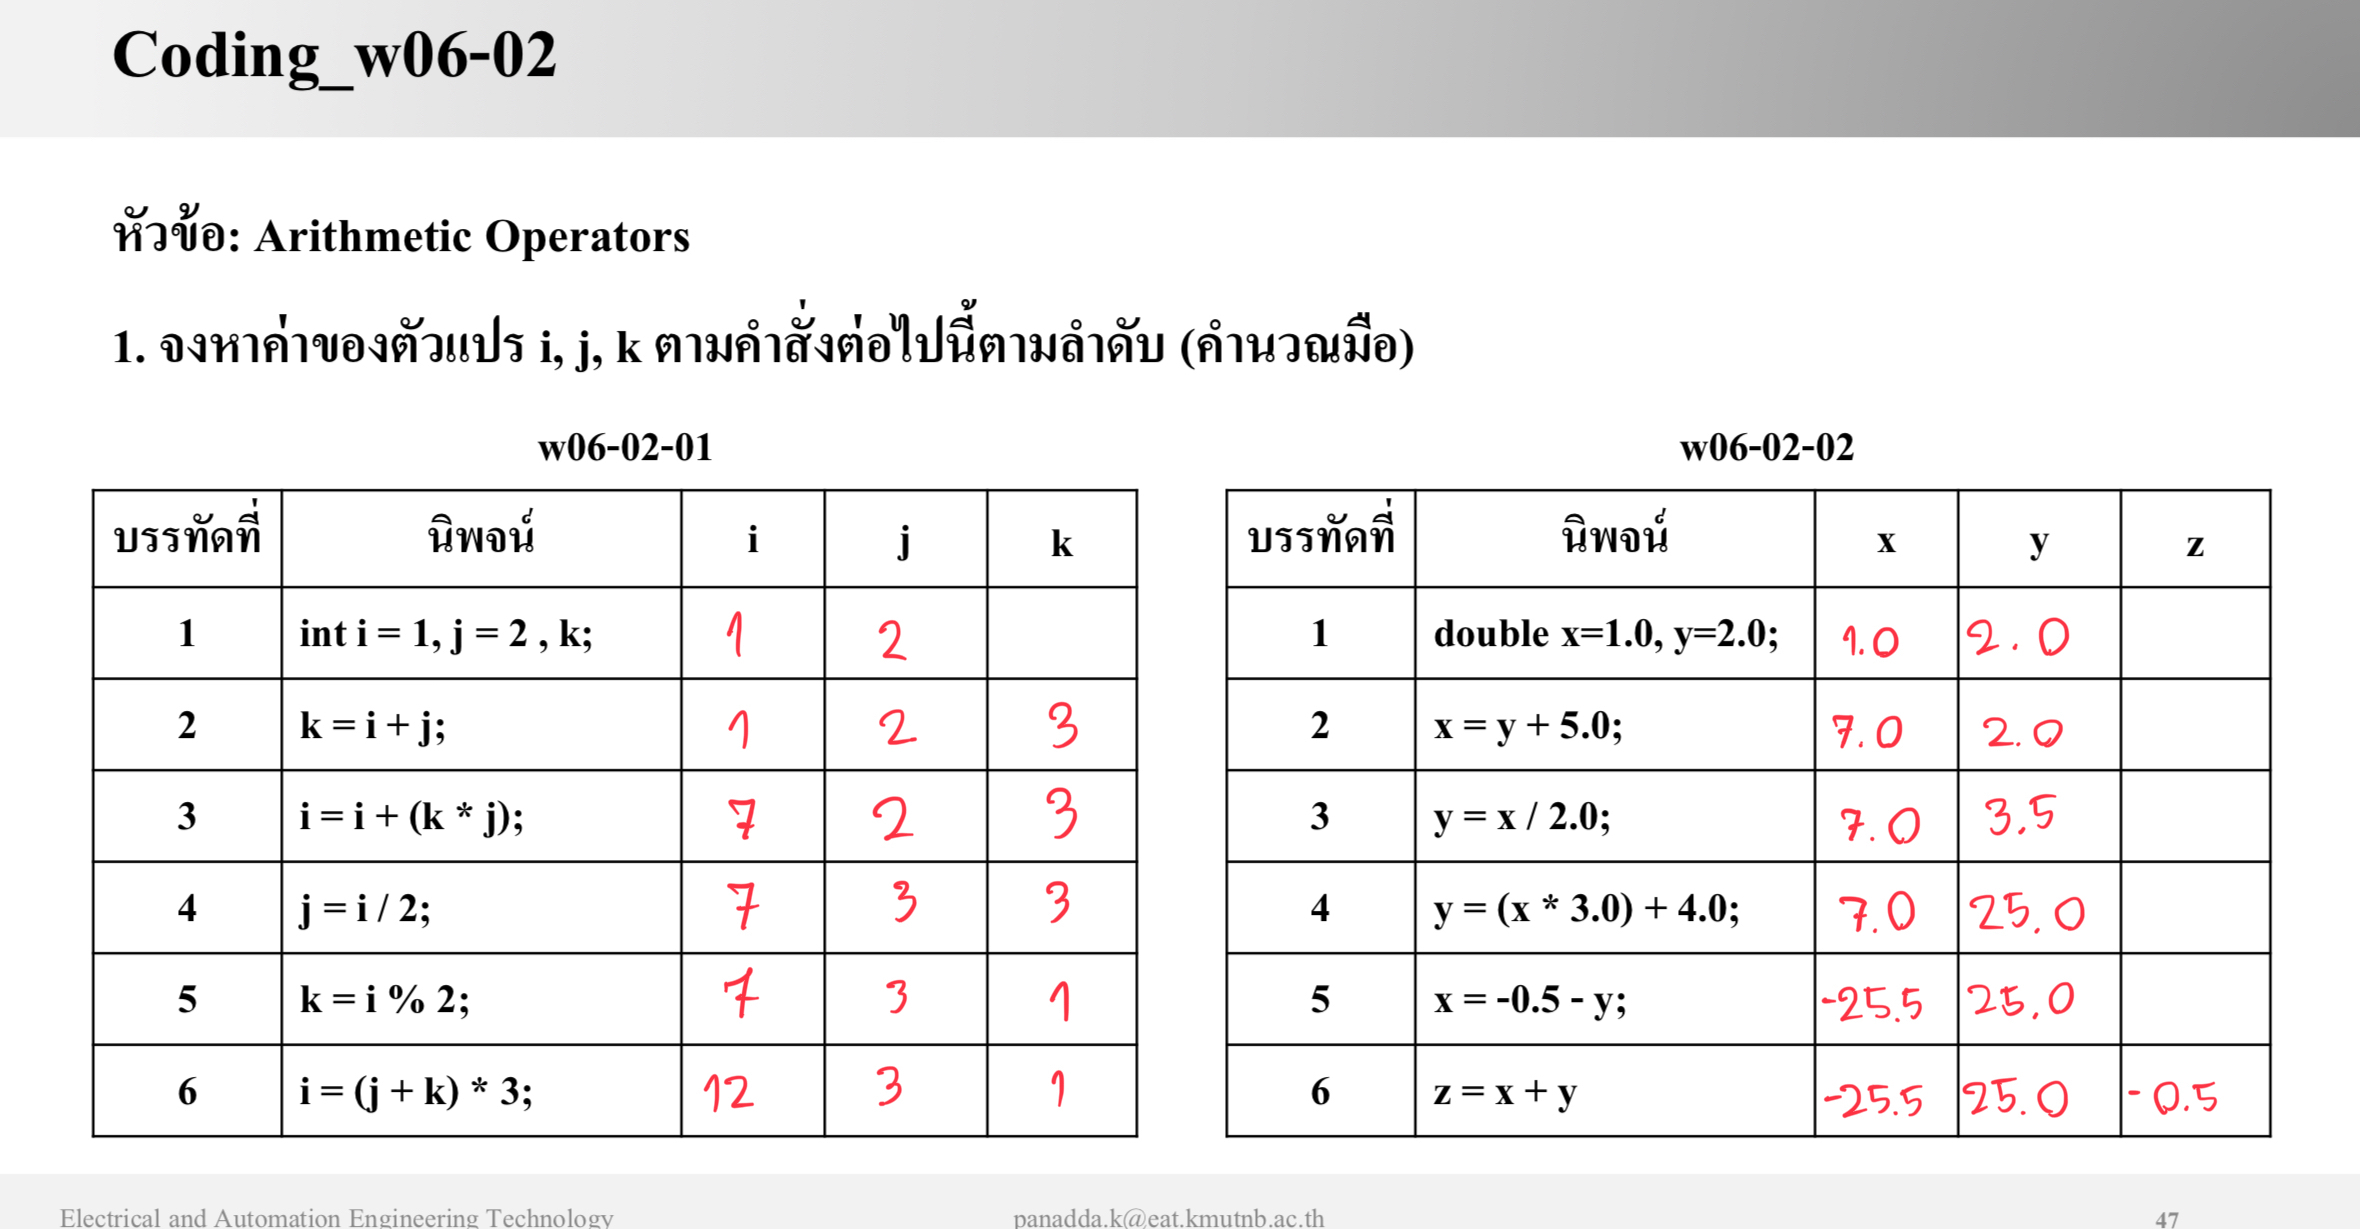 Coding_w06-02
หัวข้อ: Arithmetic Operators
1. จงหาค่าของตัวแปร i, j, k ตามคำสั่งต่อไปนี้ตามลำดับ (คำนวณมือ)
w06-02-01
บรรทัดที่ นิพจน์ i j k
1 int i = 1, j = 2 , k; 1 2
2 k = i + j; 1 2 3
3 i = i + (k * j); 7 2 3
4 j = i / 2; 7 3 3
5 k = i % 2; 7 3 1
6 i = (j + k) * 3; 12 3 1
w06-02-02
บรรทัดที่ นิพจน์ x y z
1 double x=1.0, y=2.0; 1.0 2.0
2 x = y + 5.0; 7.0 2.0
3 y = x / 2.0; 7.0 3.5
4 y = (x * 3.0) + 4.0; 7.0 25.0
5 x = -0.5 - y; -25.5 25.0
6 z = x + y -25.5 25.0 -0.5
Electrical and Automation Engineering Technology
panadda.k@eat.kmutnb.ac.th
47